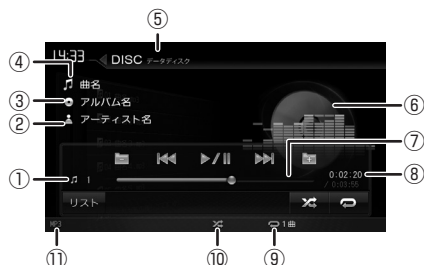 ⑤
14:33 DISC データディスク
④
♫ 曲名
③ アルバム名
② アーティスト名
⑥
⑦
① ♫ 1
0:02:20 ⑧
/ 0:03:55
リスト
MP3 1曲
⑪ ⑩ ⑨